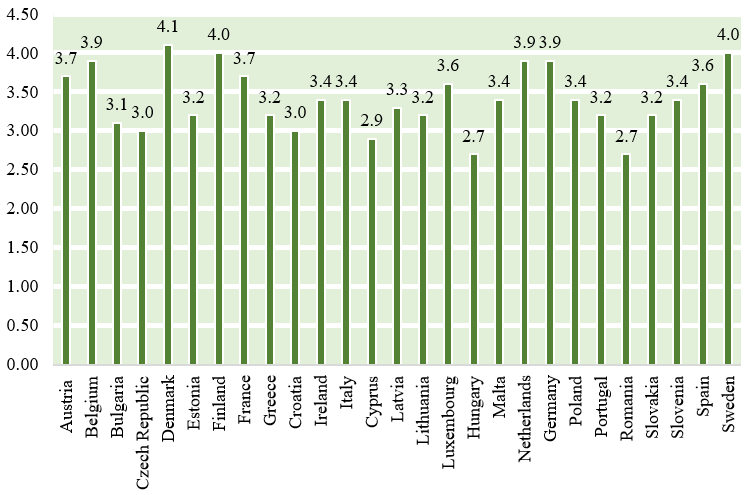 4.50
4.00
3.50
3.00
2.50
2.00
1.50
1.00
0.50
0.00
3.7
3.9
3.1
3.0
4.1
3.2
4.0
3.7
3.2
3.0
3.4
3.4
2.9
3.3
3.2
3.6
2.7
3.4
3.9
3.9
3.4
3.2
2.7
3.2
3.4
3.6
4.0
Austria
Belgium
Bulgaria
Czech Republic
Denmark
Estonia
Finland
France
Greece
Croatia
Ireland
Italy
Cyprus
Latvia
Lithuania
Luxembourg
Hungary
Malta
Netherlands
Germany
Poland
Portugal
Romania
Slovakia
Slovenia
Spain
Sweden